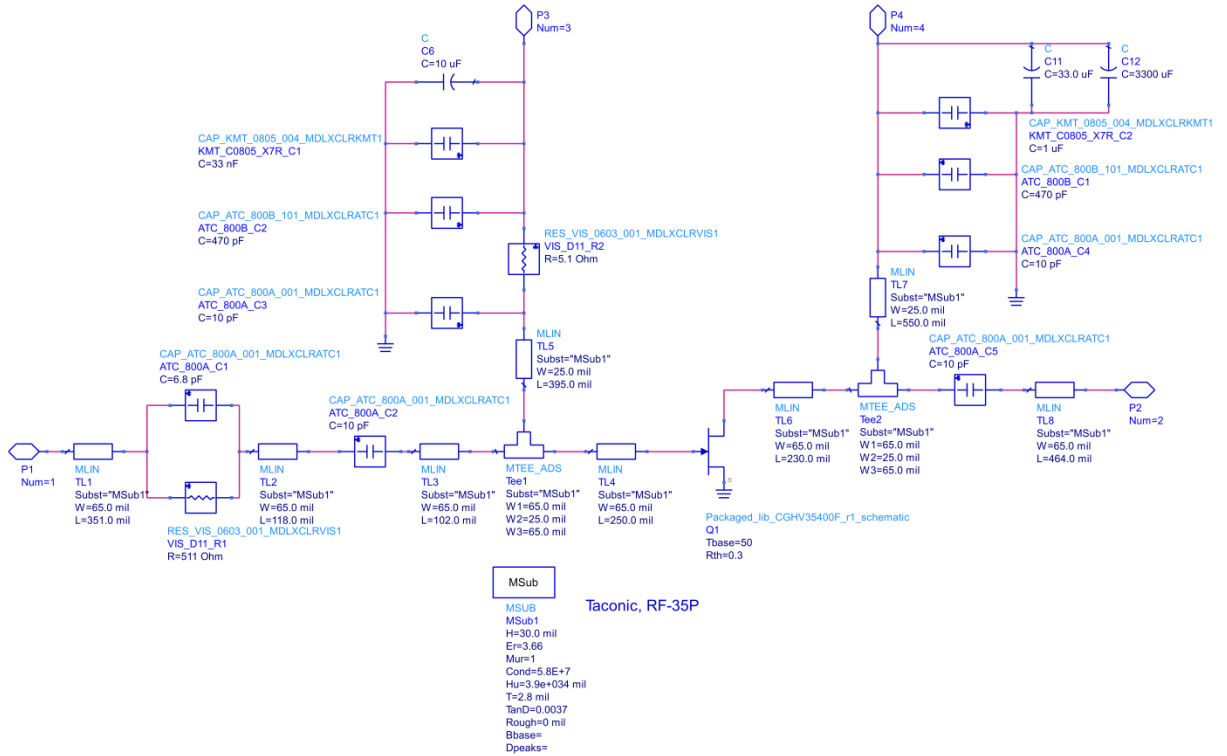 P3
Num=3
P4
Num=4
C
C6
C=10 uF
C
C11
C=33.0 uF
C
C12
C=3300 uF
CAP_KMT_0805_004_MDLXCLRKMT1
KMT_C0805_X7R_C1
C=33 nF
CAP_KMT_0805_004_MDLXCLRKMT1
KMT_C0805_X7R_C2
C=1 uF
CAP_ATC_800B_101_MDLXCLRATC1
ATC_800B_C2
C=470 pF
CAP_ATC_800B_101_MDLXCLRATC1
ATC_800B_C1
C=470 pF
RES_VIS_0603_001_MDLXCLRVIS1
VIS_D11_R2
R=5.1 Ohm
CAP_ATC_800A_001_MDLXCLRATC1
ATC_800A_C3
C=10 pF
CAP_ATC_800A_001_MDLXCLRATC1
ATC_800A_C4
C=10 pF
MLIN
TL7
Subst="MSub1"
W=25.0 mil
L=550.0 mil
MLIN
TL5
Subst="MSub1"
W=25.0 mil
L=395.0 mil
CAP_ATC_800A_001_MDLXCLRATC1
ATC_800A_C1
C=6.8 pF
CAP_ATC_800A_001_MDLXCLRATC1
ATC_800A_C2
C=10 pF
CAP_ATC_800A_001_MDLXCLRATC1
ATC_800A_C5
C=10 pF
P1
Num=1
MLIN
TL1
Subst="MSub1"
W=65.0 mil
L=351.0 mil
RES_VIS_0603_001_MDLXCLRVIS1
VIS_D11_R1
R=511 Ohm
MLIN
TL2
Subst="MSub1"
W=65.0 mil
L=118.0 mil
MLIN
TL3
Subst="MSub1"
W=65.0 mil
L=102.0 mil
MTEE_ADS
Tee1
Subst="MSub1"
W1=65.0 mil
W2=25.0 mil
W3=65.0 mil
MLIN
TL4
Subst="MSub1"
W=65.0 mil
L=250.0 mil
MLIN
TL6
Subst="MSub1"
W=65.0 mil
L=230.0 mil
MTEE_ADS
Tee2
Subst="MSub1"
W1=65.0 mil
W2=25.0 mil
W3=65.0 mil
MLIN
TL8
Subst="MSub1"
W=65.0 mil
L=464.0 mil
P2
Num=2
Packaged_lib_CGHV35400F_r1_schematic
Q1
Tbase=50
Rth=0.3
MSub
Taconic, RF-35P
MSUB
MSub1
H=30.0 mil
Er=3.66
Mur=1
Cond=5.8E+7
Hu=3.9e+034 mil
T=2.8 mil
TanD=0.0037
Rough=0 mil
Bbase=
Dpeaks=